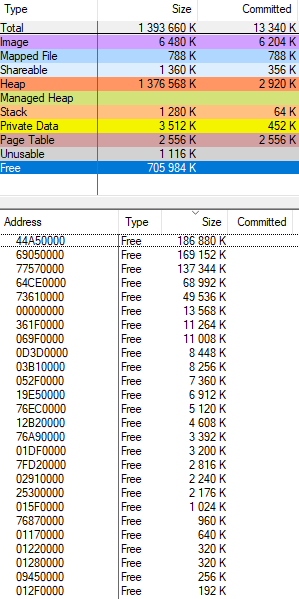 Type Size Committed
Total 1 393 660 K 13 340 K
Image 6 480 K 6 204 K
Mapped File 788 K 788 K
Shareable 1 360 K 356 K
Heap 1 376 568 K 2 920 K
Managed Heap
Stack 1 280 K 64 K
Private Data 3 512 K 452 K
Page Table 2 556 K 2 556 K
Unusable 1 116 K
Free 705 984 K
Address Type Size Committed
44A50000 Free 186 880 K
69050000 Free 169 152 K
77570000 Free 137 344 K
64CE0000 Free 68 992 K
73610000 Free 49 536 K
00000000 Free 13 568 K
361F0000 Free 11 264 K
069F0000 Free 11 008 K
0D3D0000 Free 8 448 K
03B10000 Free 8 256 K
052F0000 Free 7 360 K
19E50000 Free 6 912 K
76EC0000 Free 5 120 K
12B20000 Free 4 608 K
76A90000 Free 3 392 K
01DF0000 Free 3 200 K
7FD20000 Free 2 816 K
02910000 Free 2 240 K
25300000 Free 2 176 K
015F0000 Free 1 024 K
76870000 Free 960 K
01170000 Free 640 K
01220000 Free 320 K
01280000 Free 320 K
09450000 Free 256 K
012F0000 Free 192 K